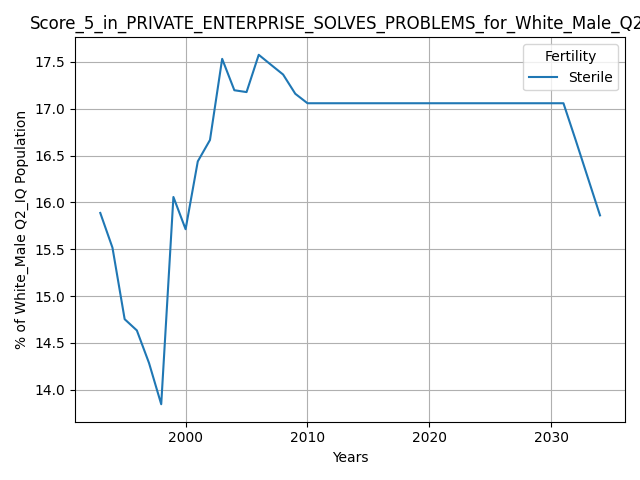 Score_5_in_PRIVATE_ENTERPRISE_SOLVES_PROBLEMS_for_White_Male_Q2
Fertility
Sterile
% of White_Male Q2_IQ Population
17.5
17.0
16.5
16.0
15.5
15.0
14.5
14.0
2000 2010 2020 2030
Years